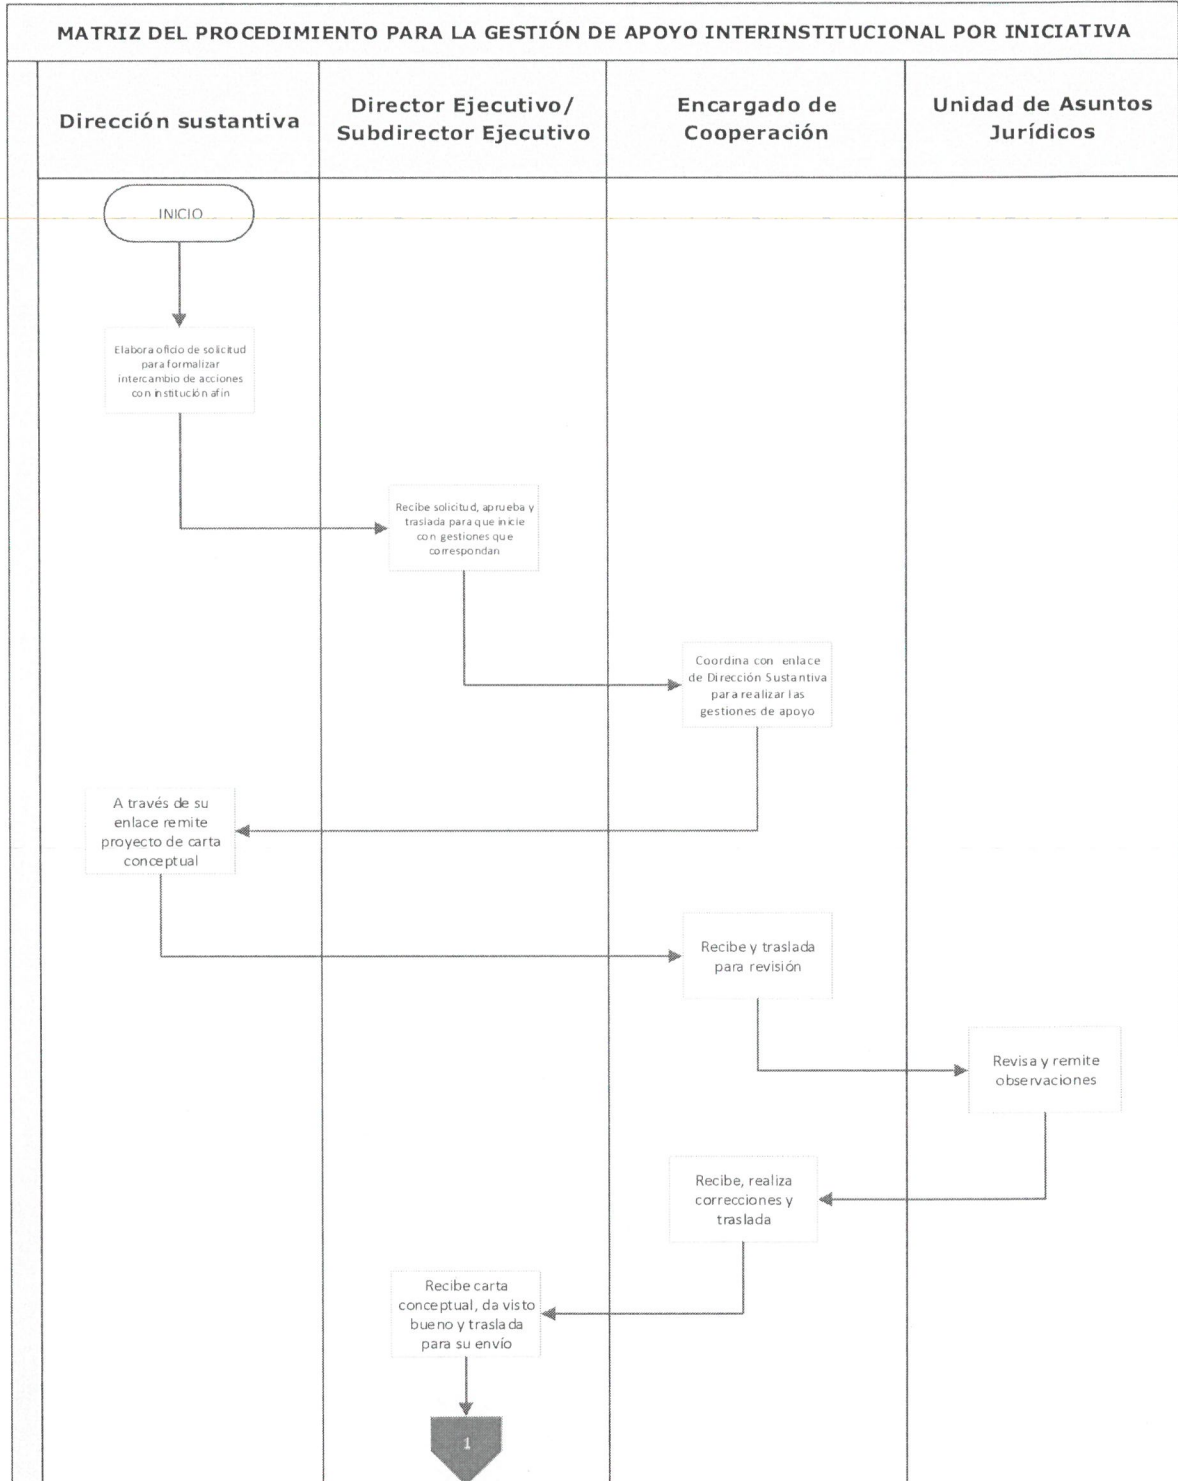 MATRIZ DEL PROCEDIMIENTO PARA LA GESTIÓN DE APOYO INTERINSTITUCIONAL POR INICIATIVA
Dirección sustantiva
Director Ejecutivo/
Subdirector Ejecutivo
Encargado de
Cooperación
Unidad de Asuntos
Jurídicos
INICIO
Elabora oficio de solicitud
para formalizar
intercambio de acciones
con institución afin
Recibe solicitud, aprueba y
traslada para que inicie
con gestiones que
correspondan
Coordina con enlace
de Dirección Sustantiva
para realizar las
gestiones de apoyo
A través de su
enlace remite
proyecto de carta
conceptual
Recibe y traslada
para revisión
Revisa y remite
observaciones
Recibe, realiza
correcciones y
traslada
Recibe carta
conceptual, da visto
bueno y traslada
para su envío
1